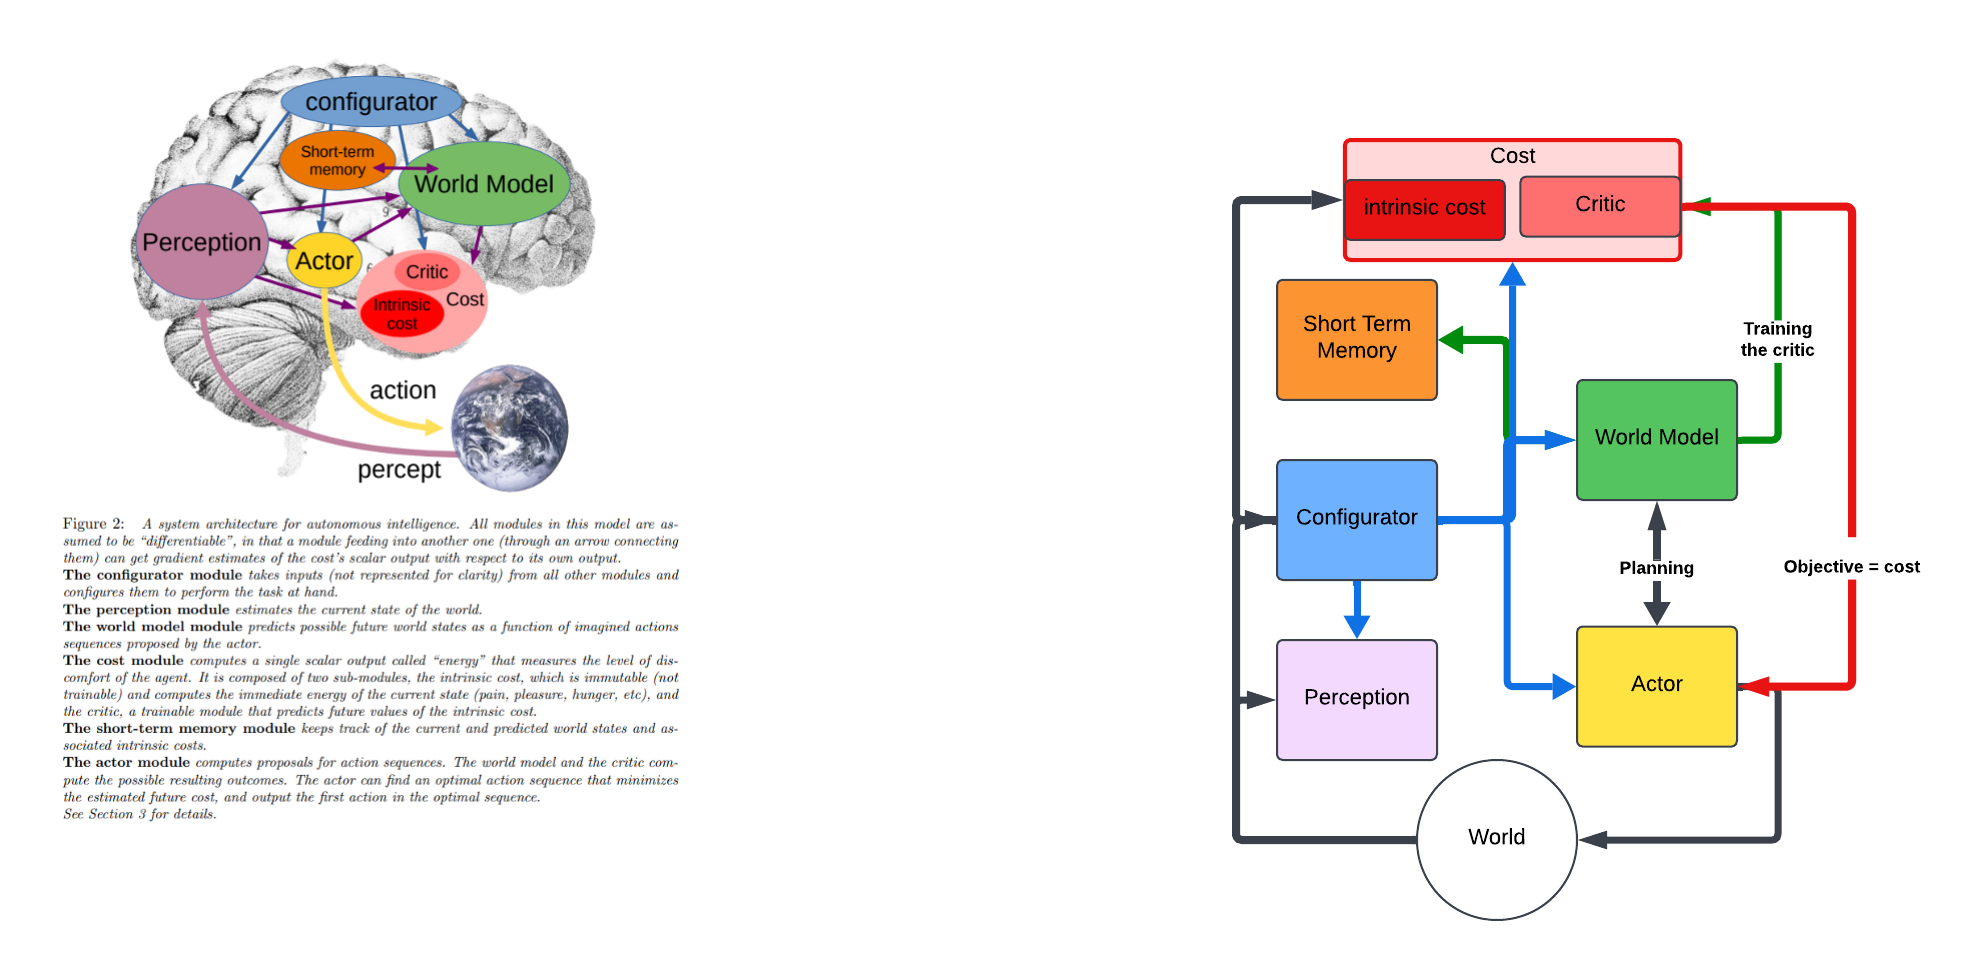 configurator
Short-term
memory
World Model
Perception
Actor
Critic
Cost
Intrinsic
cost
action
percept
Figure 2: A system architecture for autonomous intelligence. All modules in this model are as-
sumed to be “differentiable”, in that a module feeding into another one (through an arrow connecting
them) can get gradient estimates of the cost’s scalar output with respect to its own output.
The configurator module takes inputs (not represented for clarity) from all other modules and
configures them to perform the task at hand.
The perception module estimates the current state of the world.
The world model module predicts possible future world states as a function of imagined actions
sequences proposed by the actor.
The cost module computes a single scalar output called “energy” that measures the level of dis-
comfort of the agent. It is composed of two sub-modules, the intrinsic cost, which is immutable (not
trainable) and computes the immediate energy of the current state (pain, pleasure, hunger, etc), and
the critic, a trainable module that predicts future values of the intrinsic cost.
The short-term memory module keeps track of the current and predicted world states and as-
sociated intrinsic costs.
The actor module computes proposals for action sequences. The world model and the critic com-
pute the possible resulting outcomes. The actor can find an optimal action sequence that minimizes
the estimated future cost, and output the first action in the optimal sequence.
See Section 3 for details.
Cost
intrinsic cost
Critic
Short Term
Memory
Training
the critic
World Model
Configurator
Planning
Objective = cost
Perception
Actor
World